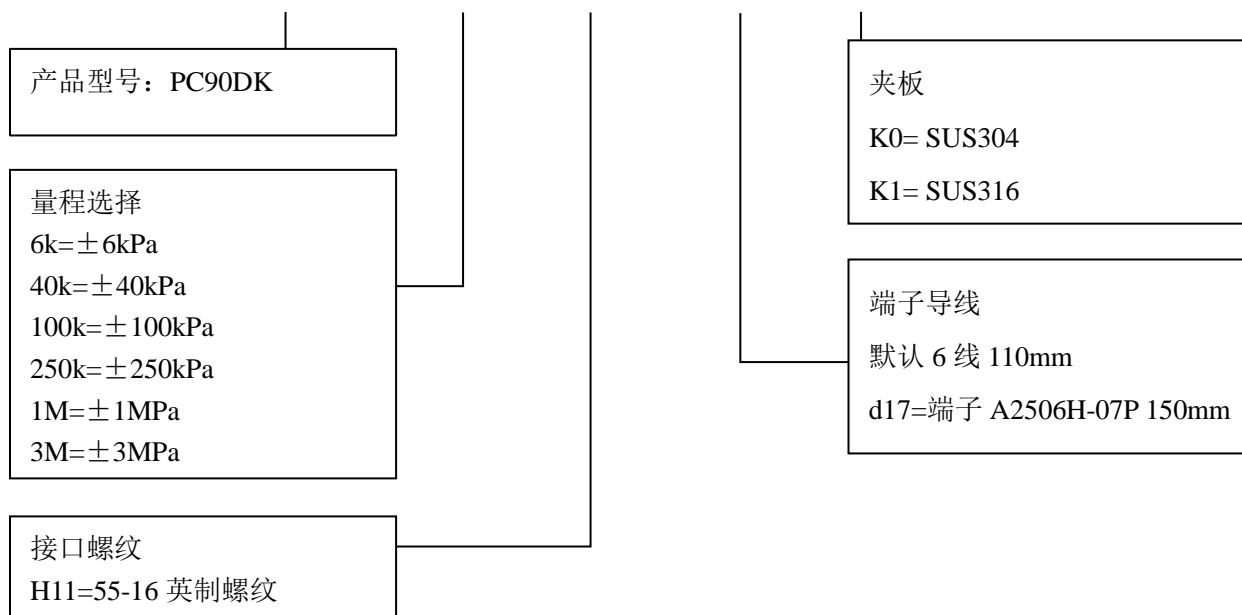 产品型号：PC90DK
量程选择
6k=±6kPa
40k=±40kPa
100k=±100kPa
250k=±250kPa
1M=±1MPa
3M=±3MPa
接口螺纹
H11=55-16 英制螺纹
夹板
K0= SUS304
K1= SUS316
端子导线
默认 6 线 110mm
d17=端子 A2506H-07P 150mm